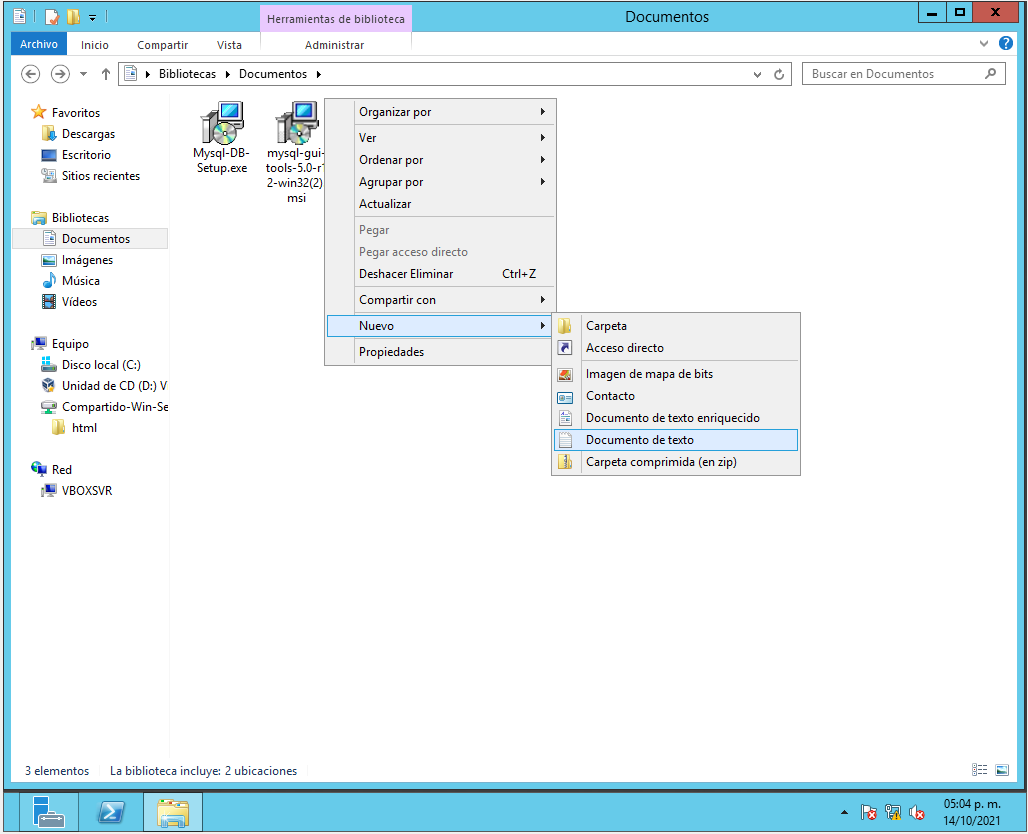 Herramientas de biblioteca
Documentos
Archivo
Inicio
Compartir
Vista
Administrar
Bibliotecas
Documentos
Buscar en Documentos
Favoritos
Descargas
Escritorio
Sitios recientes
Bibliotecas
Documentos
Imágenes
Música
Vídeos
Equipo
Disco local (C:)
Unidad de CD (D:) V
Compartido-Win-Se
html
Red
VBOXSVR
Mysql-DB-
Setup.exe
mysql-gui-
tools-5.0-r1
2-win32(2)
msi
Organizar por
Ver
Ordenar por
Agrupar por
Actualizar
Pegar
Pegar acceso directo
Deshacer Eliminar Ctrl+Z
Compartir con
Nuevo
Propiedades
Carpeta
Acceso directo
Imagen de mapa de bits
Contacto
Documento de texto enriquecido
Documento de texto
Carpeta comprimida (en zip)
3 elementos
La biblioteca incluye: 2 ubicaciones
05:04 p. m.
14/10/2021